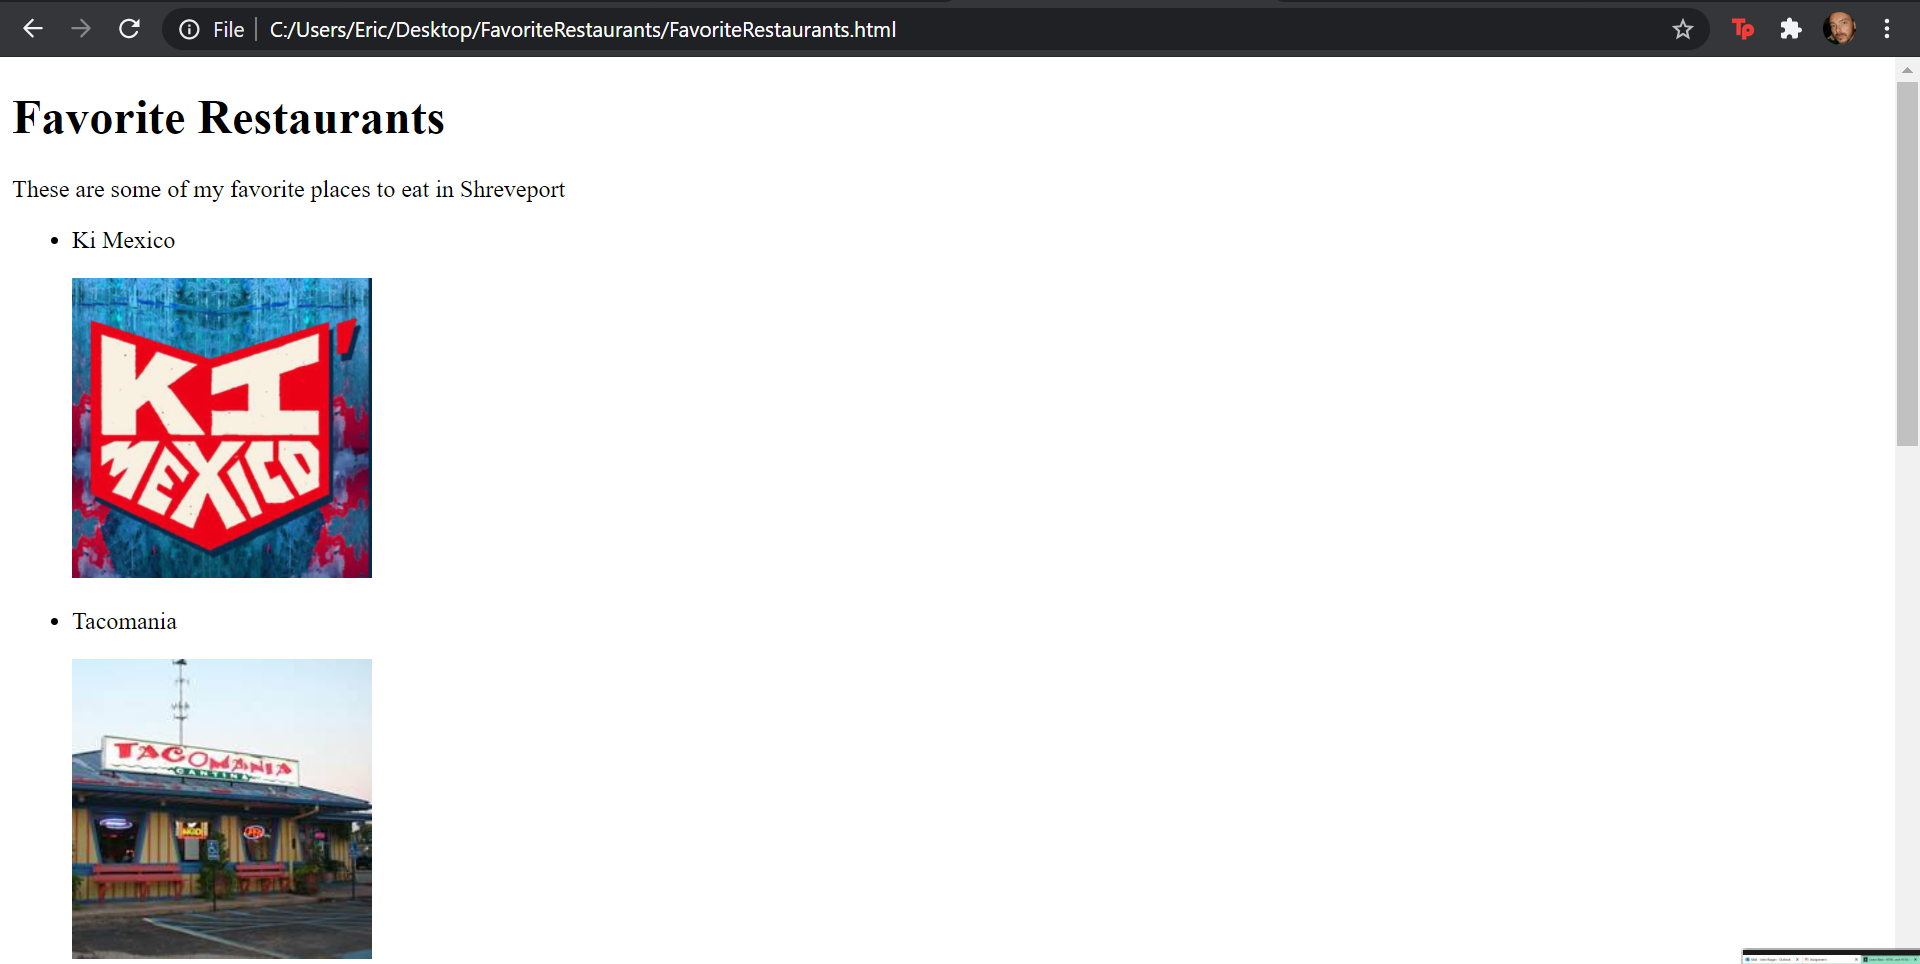 File C:/Users/Eric/Desktop/FavoriteRestaurants/FavoriteRestaurants.html
Tp
Favorite Restaurants
These are some of my favorite places to eat in Shreveport
Ki Mexico
KI'
MEXICO
Tacomania
TACOMANIA
CANTINA